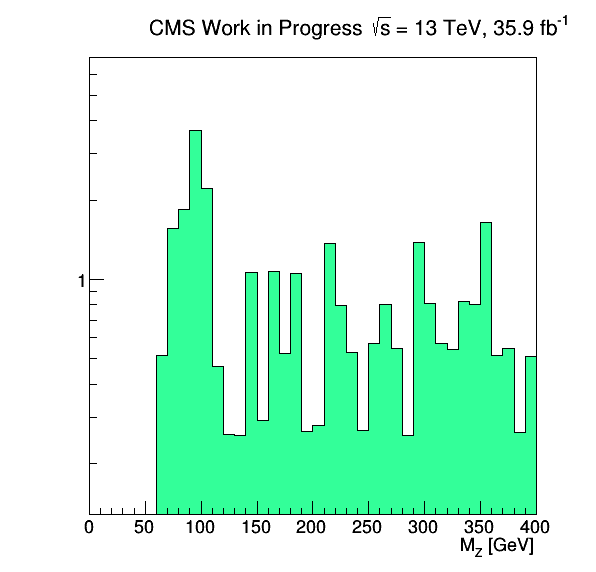 CMS Work in Progress √s = 13 TeV, 35.9 fb⁻¹
1
0 50 100 150 200 250 300 350 400
M_Z [GeV]